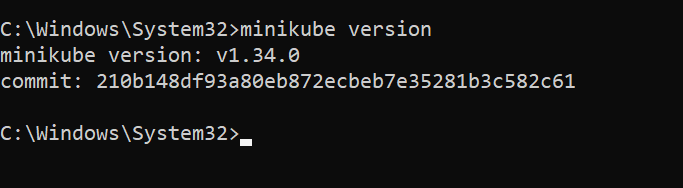 C:\Windows\System32>minikube version
minikube version: v1.34.0
commit: 210b148df93a80eb872ecbeb7e35281b3c582c61
C:\Windows\System32>